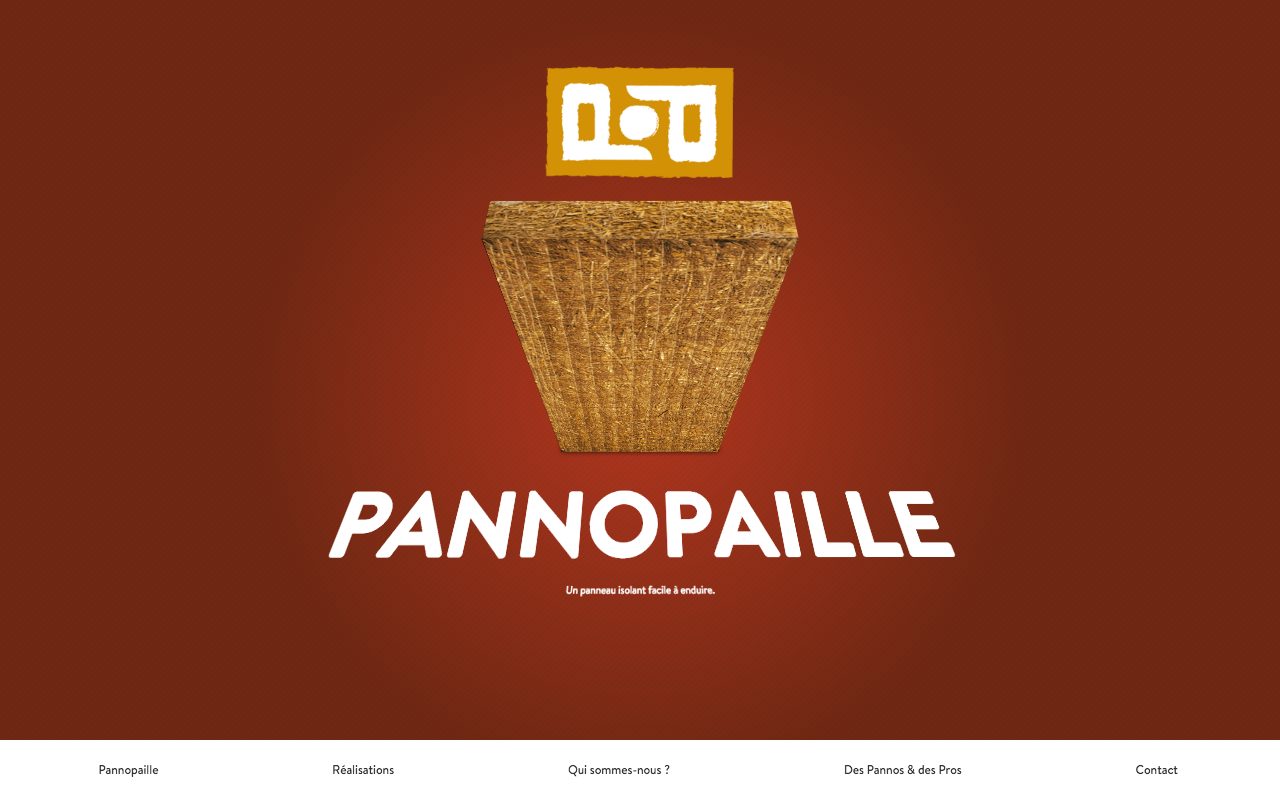 PANNOPAILLE
Un panneau isolant facile à enduire.
Pannopaille
Réalisations
Qui sommes-nous ?
Des Pannos & des Pros
Contact